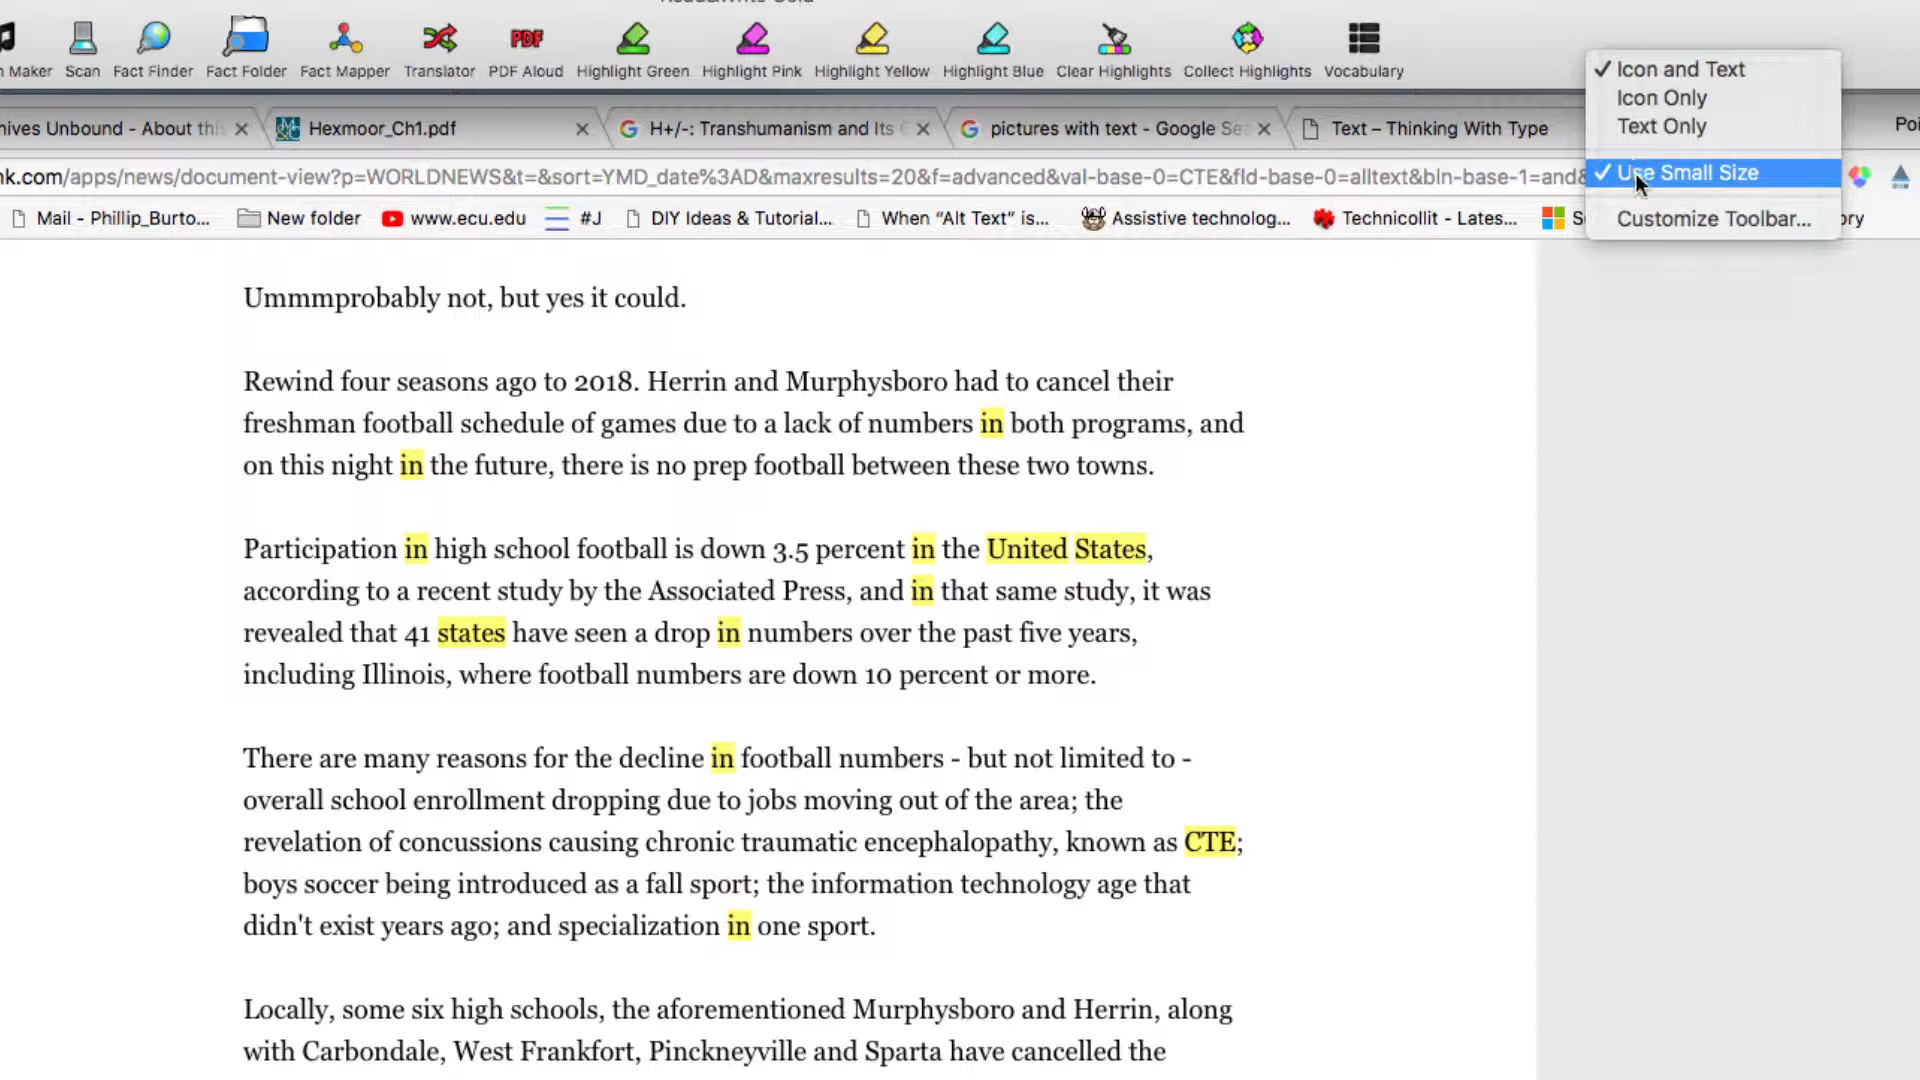 n Maker Scan Fact Finder Fact Folder Fact Mapper Translator PDF Aloud Highlight Green Highlight Pink Highlight Yellow Highlight Blue Clear Highlights Collect Highlights Vocabulary
PDF
Icon and Text
Icon Only
Text Only
Use Small Size
Customize Toolbar...
hives Unbound - About thi Hexmoor_Ch1.pdf H+/-: Transhumanism and Its pictures with text - Google Se Text – Thinking With Type Poi
nk.com/apps/news/document-view?p=WORLDNEWS&t=&sort=YMD_date%3AD&maxresults=20&f=advanced&val-base-0=CTE&fld-base-0=alltext&bln-base-1=and&
Mail - Phillip_Burto... New folder www.ecu.edu #J DIY Ideas & Tutorial... When “Alt Text” is... Assistive technolog... Technicollit - Lates... S ory
Ummmprobably not, but yes it could.
Rewind four seasons ago to 2018. Herrin and Murphysboro had to cancel their
freshman football schedule of games due to a lack of numbers in both programs, and
on this night in the future, there is no prep football between these two towns.
Participation in high school football is down 3.5 percent in the United States,
according to a recent study by the Associated Press, and in that same study, it was
revealed that 41 states have seen a drop in numbers over the past five years,
including Illinois, where football numbers are down 10 percent or more.
There are many reasons for the decline in football numbers - but not limited to -
overall school enrollment dropping due to jobs moving out of the area; the
revelation of concussions causing chronic traumatic encephalopathy, known as CTE;
boys soccer being introduced as a fall sport; the information technology age that
didn't exist years ago; and specialization in one sport.
Locally, some six high schools, the aforementioned Murphysboro and Herrin, along
with Carbondale, West Frankfort, Pinckneyville and Sparta have cancelled the